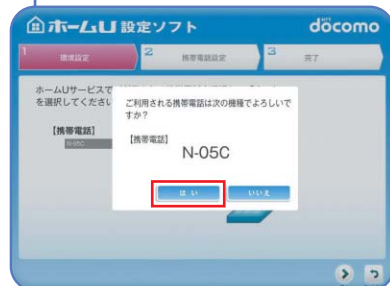 ホームU 設定ソフト
NTT
döcomo
1
環境設定
2
携帯電話設定
3
完了
ホームUサービスで
を選択してくださ
ご利用される携帯電話は次の機種でよろしいで
すか？
【携帯電話】
N-05C
【携帯電話】
N-05C
はい
いいえ